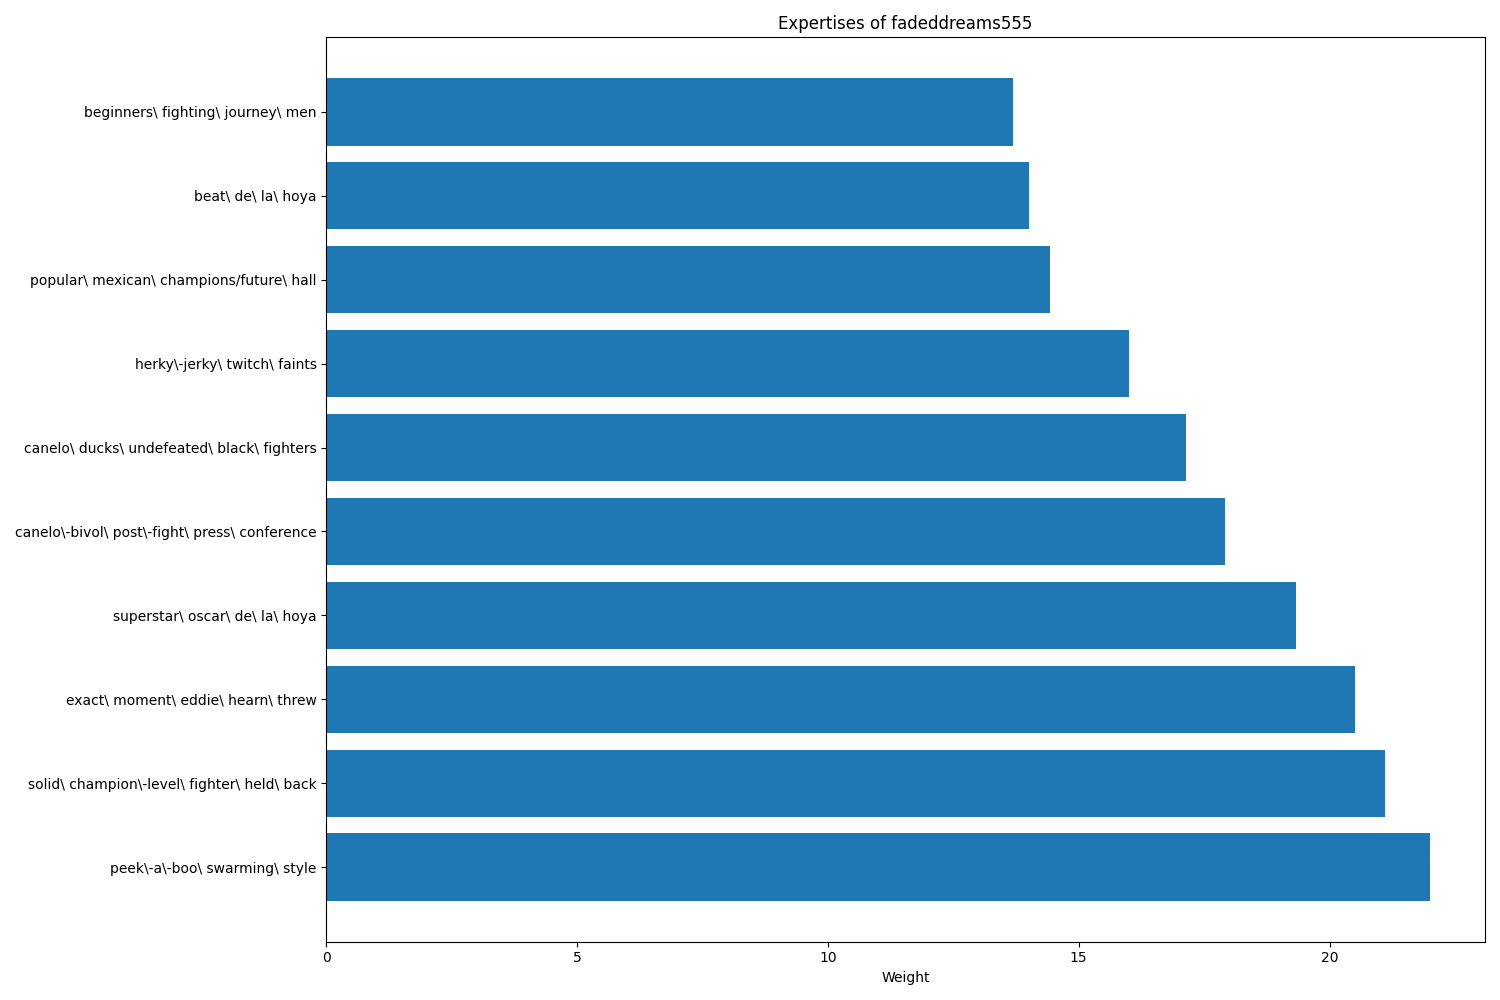 Expertises of fadeddreams555
beginners\ fighting\ journey\ men
beat\ de\ la\ hoya
popular\ mexican\ champions/future\ hall
herky\-jerky\ twitch\ faints
canelo\ ducks\ undefeated\ black\ fighters
canelo\-bivol\ post\-fight\ press\ conference
superstar\ oscar\ de\ la\ hoya
exact\ moment\ eddie\ hearn\ threw
solid\ champion\-level\ fighter\ held\ back
peek\-a\-boo\ swarming\ style
0 5 10 15 20
Weight